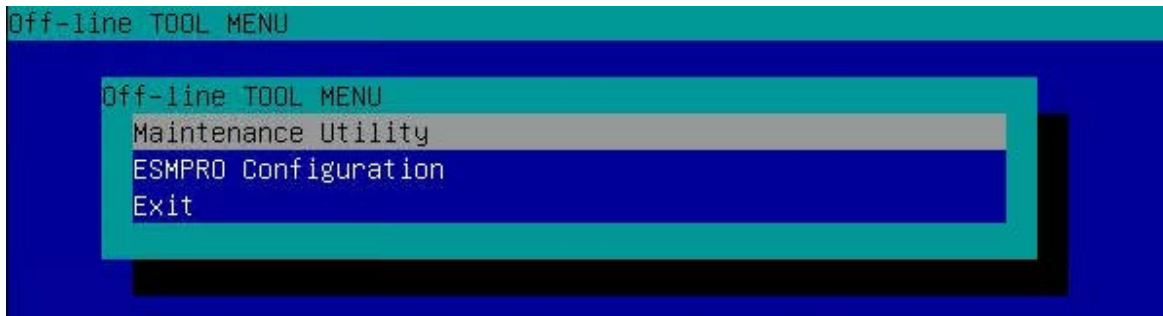 Off-line TOOL MENU
Off-line TOOL MENU
Maintenance Utility
ESMPRO Configuration
Exit